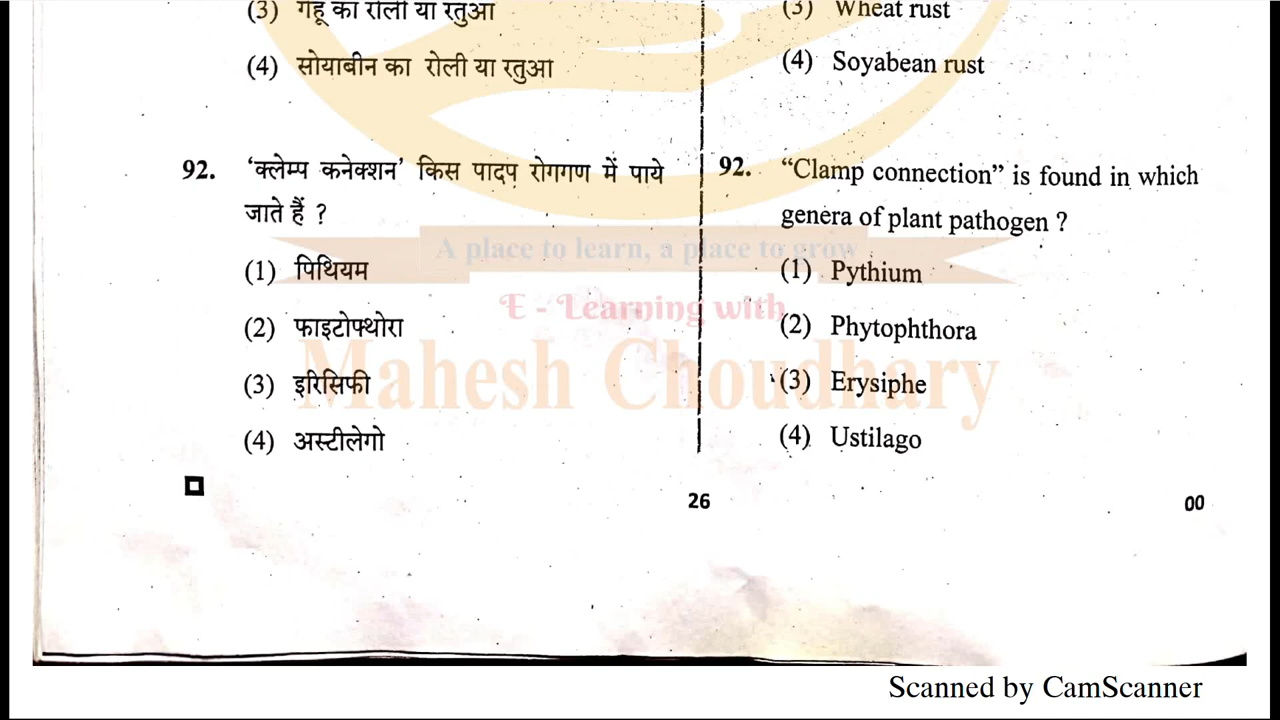 (3) गेहू का रोली या रतुआ
(4) सोयाबीन का रोली या रतुआ
92. 'क्लेम्प कनेक्शन' किस पादप रोगगण में पाये
जाते हैं ?
(1) पिथियम
(2) फाइटोफ्थोरा
(3) इरिसिफी
(4) अस्टीलेगो
(3) Wheat rust
(4) Soyabean rust
92. "Clamp connection" is found in which
genera of plant pathogen ?
(1) Pythium
(2) Phytophthora
(3) Erysiphe
(4) Ustilago
A place to learn, a place to grow
E - Learning with
Mahesh Choudhary
26
00
Scanned by CamScanner